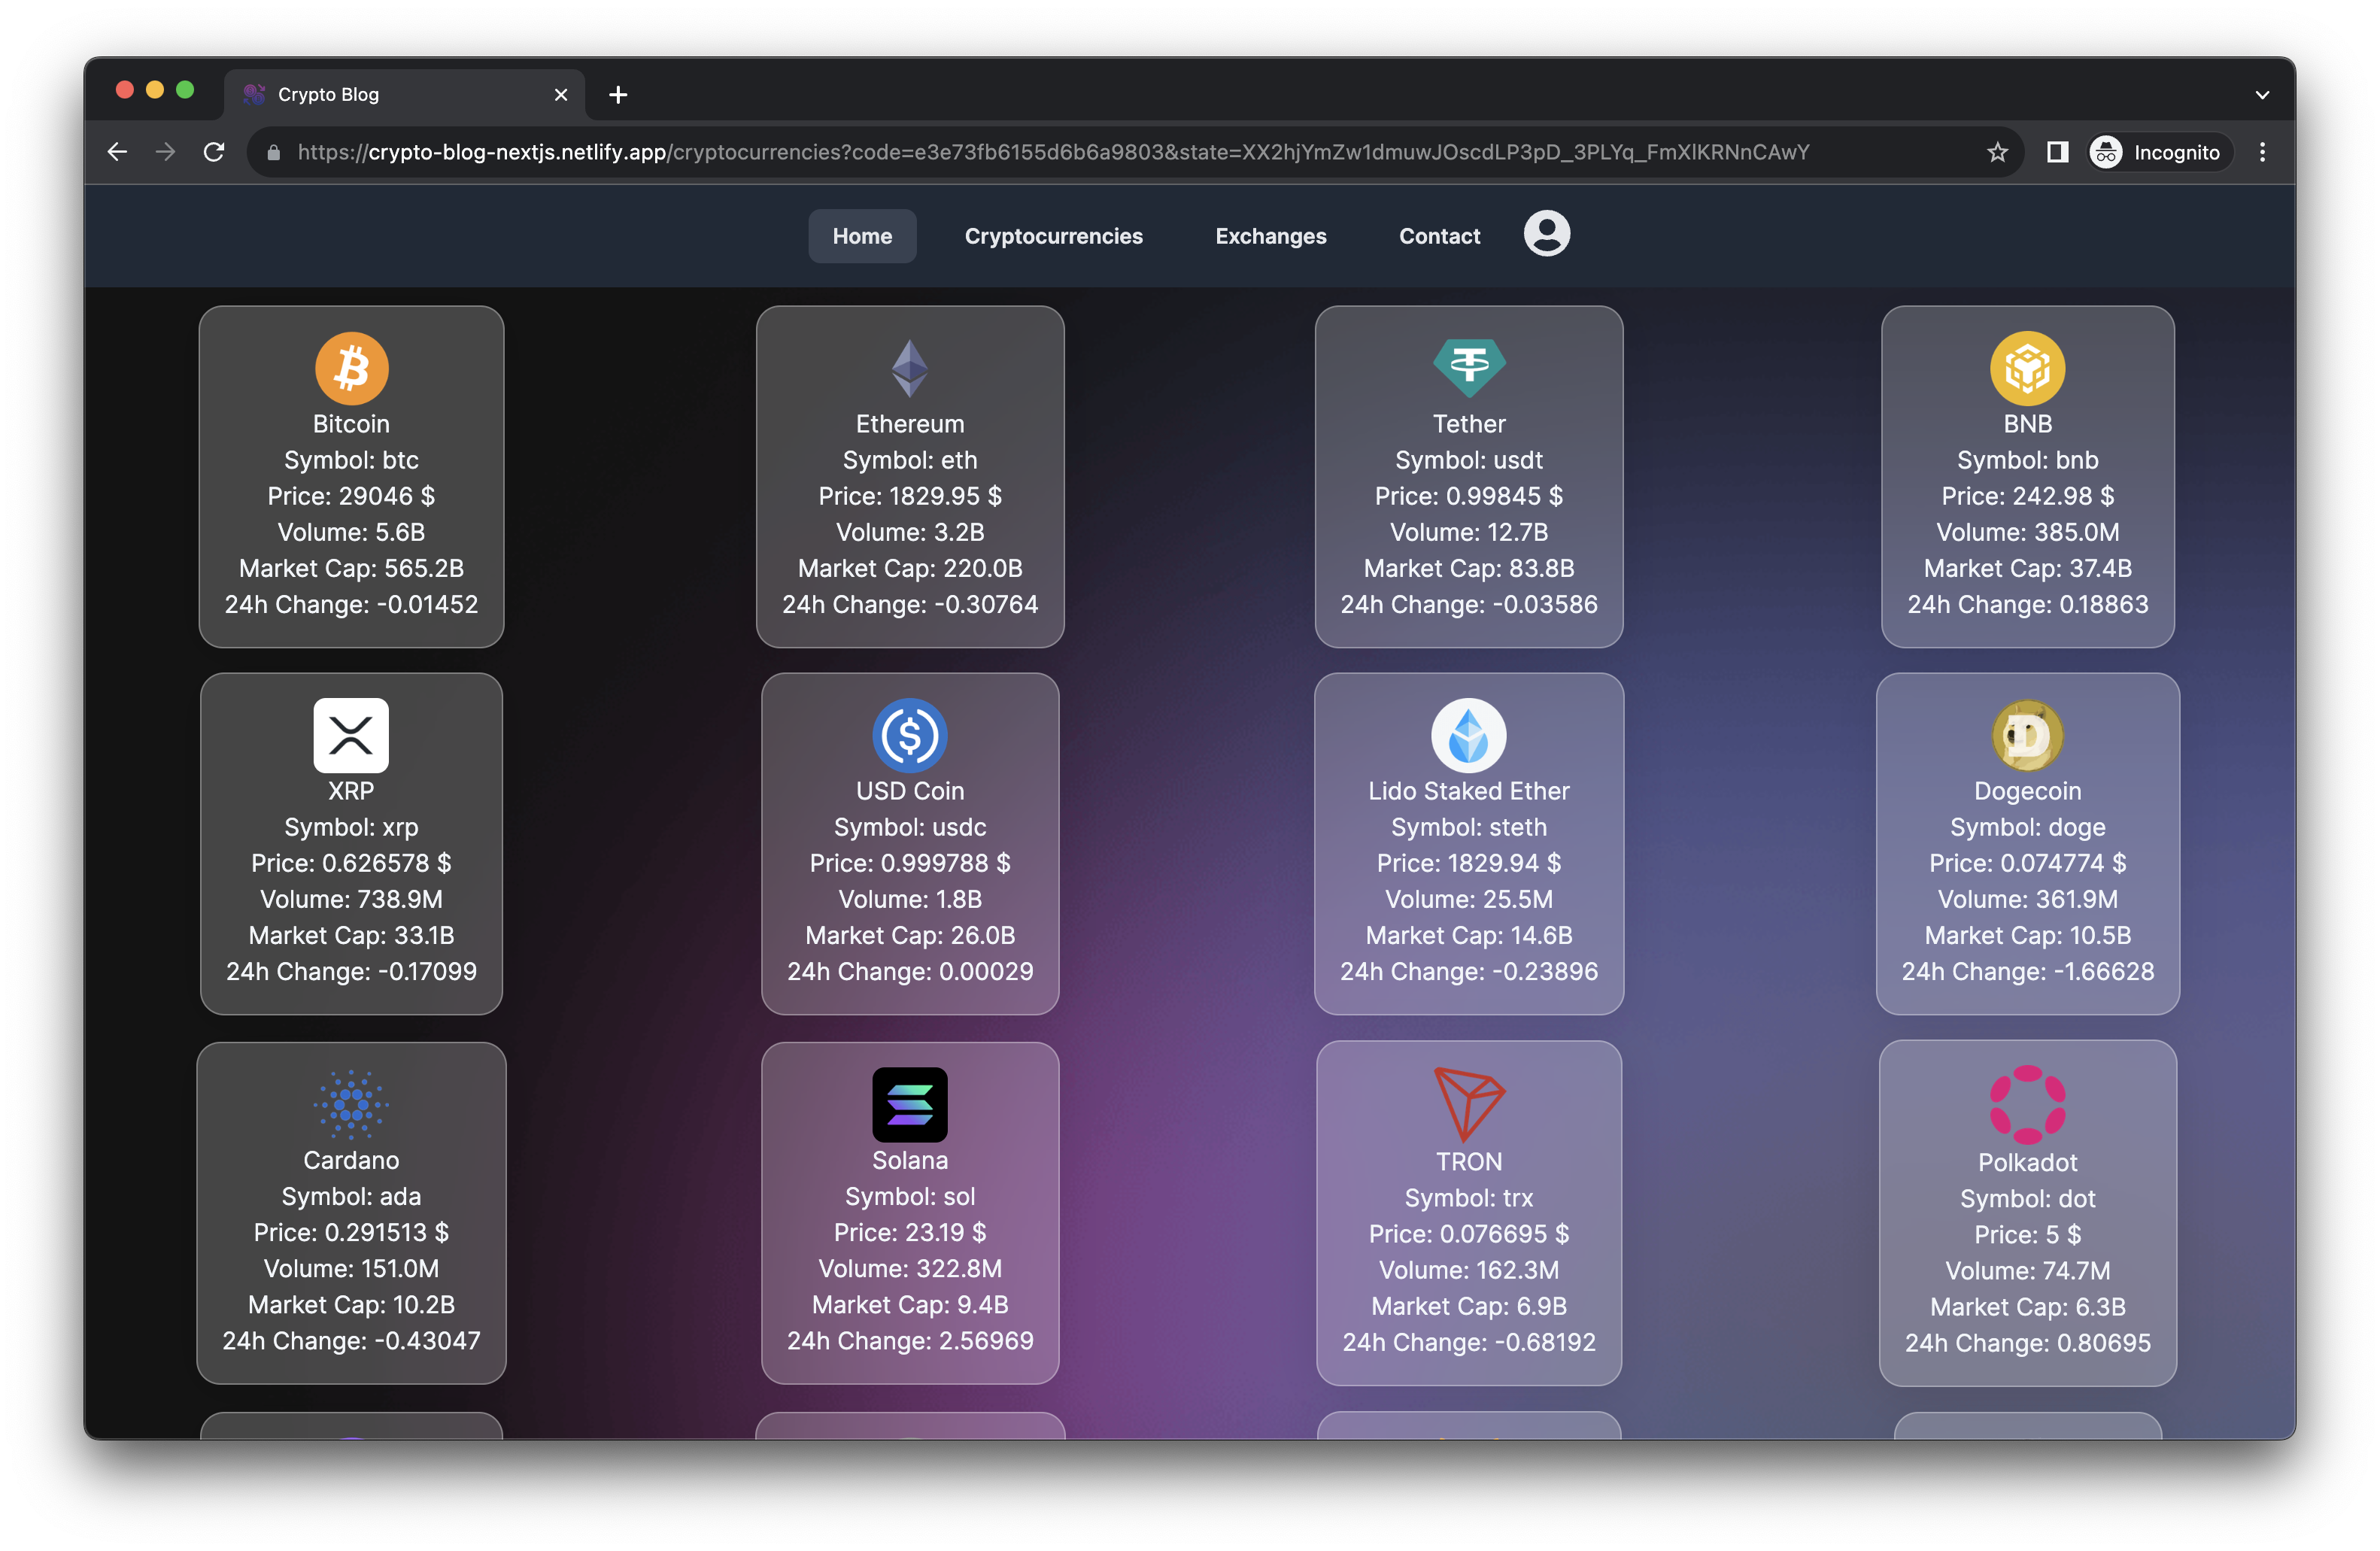 Crypto Blog
https://crypto-blog-nextjs.netlify.app/cryptocurrencies?code=e3e73fb6155d6b6a9803&state=XX2hjYmZw1dmuwJOscdLP3pD_3PLYq_FmXlKRNnCAwY
Incognito
Home
Cryptocurrencies
Exchanges
Contact
Bitcoin
Symbol: btc
Price: 29046 $
Volume: 5.6B
Market Cap: 565.2B
24h Change: -0.01452
Ethereum
Symbol: eth
Price: 1829.95 $
Volume: 3.2B
Market Cap: 220.0B
24h Change: -0.30764
Tether
Symbol: usdt
Price: 0.99845 $
Volume: 12.7B
Market Cap: 83.8B
24h Change: -0.03586
BNB
Symbol: bnb
Price: 242.98 $
Volume: 385.0M
Market Cap: 37.4B
24h Change: 0.18863
XRP
Symbol: xrp
Price: 0.626578 $
Volume: 738.9M
Market Cap: 33.1B
24h Change: -0.17099
USD Coin
Symbol: usdc
Price: 0.999788 $
Volume: 1.8B
Market Cap: 26.0B
24h Change: 0.00029
Lido Staked Ether
Symbol: steth
Price: 1829.94 $
Volume: 25.5M
Market Cap: 14.6B
24h Change: -0.23896
Dogecoin
Symbol: doge
Price: 0.074774 $
Volume: 361.9M
Market Cap: 10.5B
24h Change: -1.66628
Cardano
Symbol: ada
Price: 0.291513 $
Volume: 151.0M
Market Cap: 10.2B
24h Change: -0.43047
Solana
Symbol: sol
Price: 23.19 $
Volume: 322.8M
Market Cap: 9.4B
24h Change: 2.56969
TRON
Symbol: trx
Price: 0.076695 $
Volume: 162.3M
Market Cap: 6.9B
24h Change: -0.68192
Polkadot
Symbol: dot
Price: 5 $
Volume: 74.7M
Market Cap: 6.3B
24h Change: 0.80695